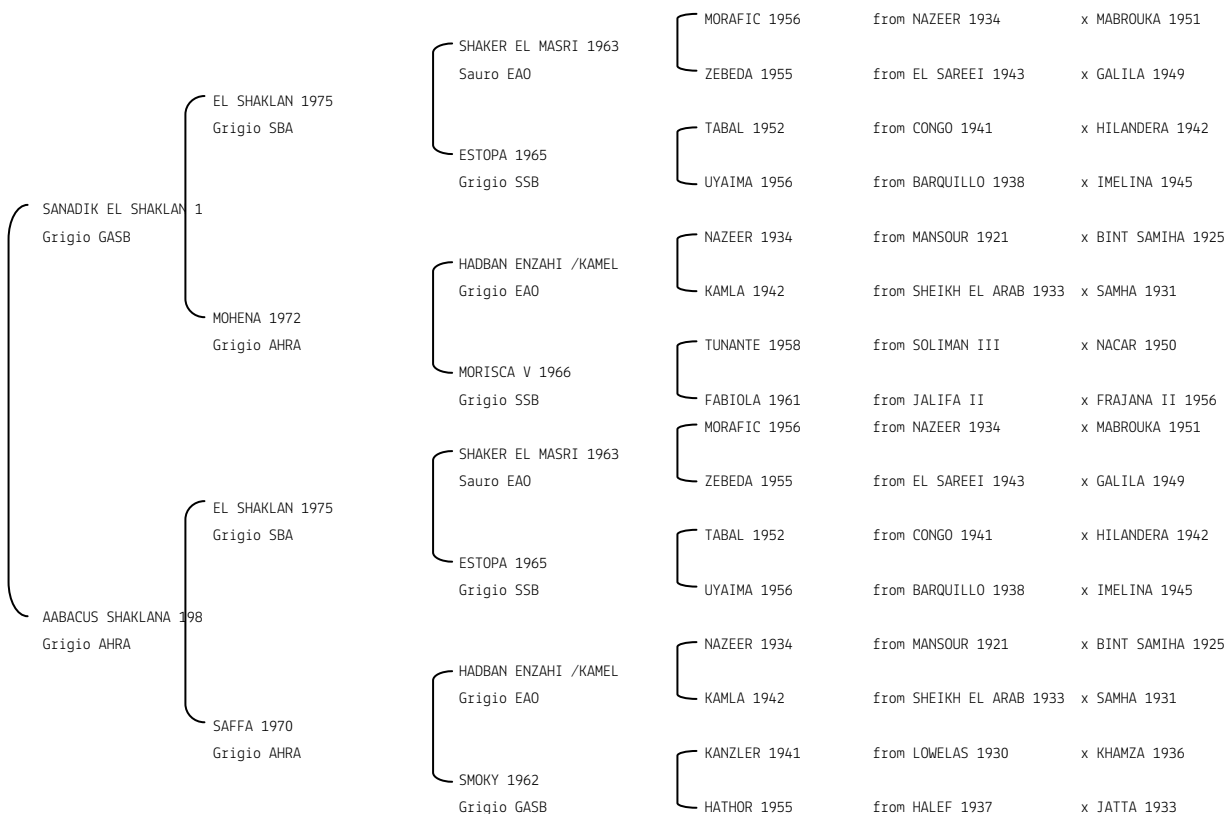 MORAFIC 1956 from NAZEER 1934 x MABROUKA 1951
SHAKER EL MASRI 1963
Sauro EAO
ZEBEDA 1955 from EL SAREEI 1943 x GALILA 1949
EL SHAKLAN 1975
Grigio SBA
TABAL 1952 from CONGO 1941 x HILANDERA 1942
ESTOPA 1965
Grigio SSB
UYAIMA 1956 from BARQUILLO 1938 x IMELINA 1945
SANADIK EL SHAKLAN 1
Grigio GASB
NAZEER 1934 from MANSOUR 1921 x BINT SAMIHA 1925
HADBAN ENZAHI /KAMEL
Grigio EAO
KAMLA 1942 from SHEIKH EL ARAB 1933 x SAMHA 1931
MOHENA 1972
Grigio AHRA
TUNANTE 1958 from SOLIMAN III x NACAR 1950
MORISCA V 1966
Grigio SSB
FABIOLA 1961 from JALIFA II x FRAJANA II 1956
MORAFIC 1956 from NAZEER 1934 x MABROUKA 1951
SHAKER EL MASRI 1963
Sauro EAO
ZEBEDA 1955 from EL SAREEI 1943 x GALILA 1949
EL SHAKLAN 1975
Grigio SBA
TABAL 1952 from CONGO 1941 x HILANDERA 1942
ESTOPA 1965
Grigio SSB
UYAIMA 1956 from BARQUILLO 1938 x IMELINA 1945
AABACUS SHAKLANA 198
Grigio AHRA
NAZEER 1934 from MANSOUR 1921 x BINT SAMIHA 1925
HADBAN ENZAHI /KAMEL
Grigio EAO
KAMLA 1942 from SHEIKH EL ARAB 1933 x SAMHA 1931
SAFFA 1970
Grigio AHRA
KANZLER 1941 from LOWELAS 1930 x KHAMZA 1936
SMOKY 1962
Grigio GASB
HATHOR 1955 from HALEF 1937 x JATTA 1933